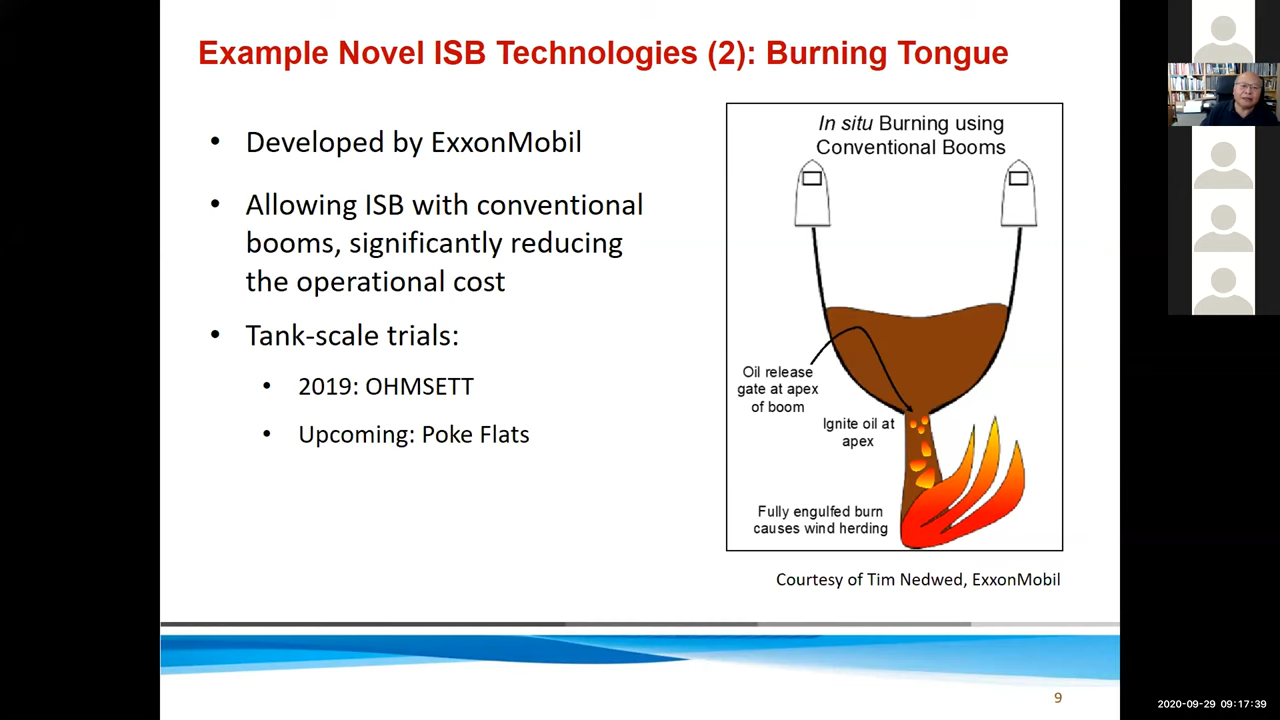 Example Novel ISB Technologies (2): Burning Tongue
• Developed by ExxonMobil
• Allowing ISB with conventional
booms, significantly reducing
the operational cost
• Tank-scale trials:
• 2019: OHMSETT
• Upcoming: Poke Flats
In situ Burning using
Conventional Booms
Oil release
gate at apex
of boom
Ignite oil at
apex
Fully engulfed burn
causes wind herding
Courtesy of Tim Nedwed, ExxonMobil
9
2020-09-29 09:17:39